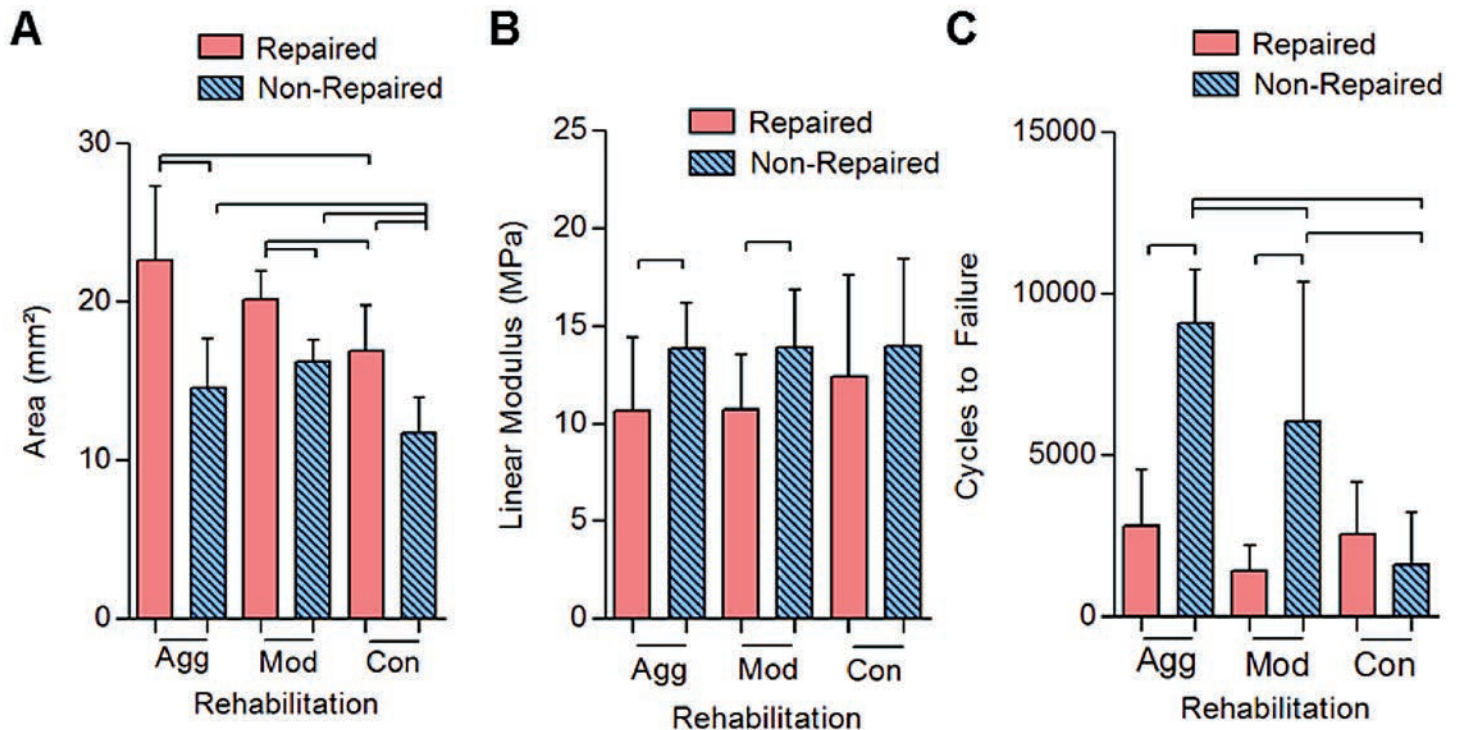 A
Repaired
Non-Repaired
30
20
10
0
Area (mm²)
Agg Mod Con
Rehabilitation
B
Repaired
Non-Repaired
25
20
15
10
5
0
Linear Modulus (MPa)
Agg Mod Con
Rehabilitation
C
Repaired
Non-Repaired
15000
10000
5000
0
Cycles to Failure
Agg Mod Con
Rehabilitation